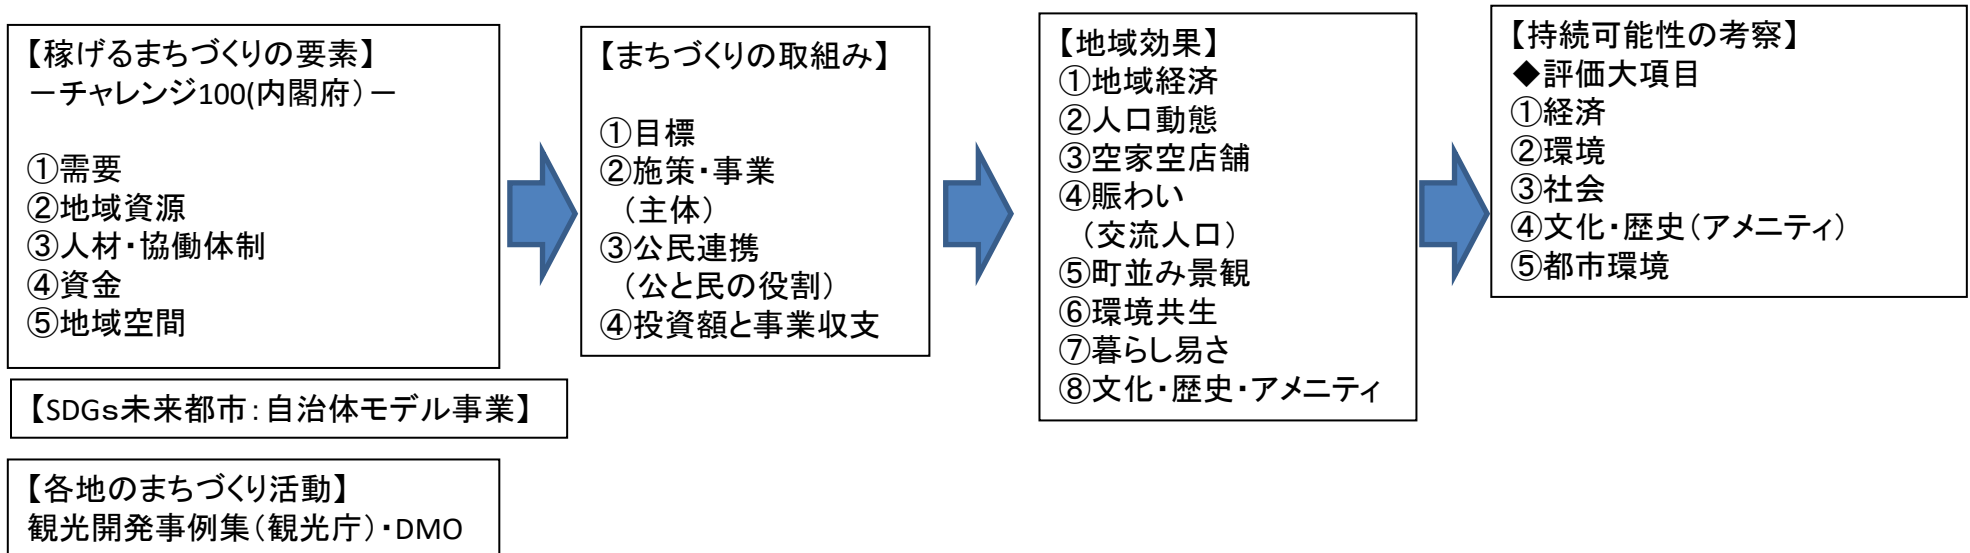 【稼げるまちづくりの要素】
－チャレンジ100(内閣府）－
①需要
②地域資源
③人材・協働体制
④資金
⑤地域空間
【SDGｓ未来都市：自治体モデル事業】
【各地のまちづくり活動】
観光開発事例集（観光庁）・DMO
【まちづくりの取組み】
①目標
②施策・事業
（主体）
③公民連携
（公と民の役割）
④投資額と事業収支
【地域効果】
①地域経済
②人口動態
③空家空店舗
④賑わい
（交流人口）
⑤町並み景観
⑥環境共生
⑦暮らし易さ
⑧文化・歴史・アメニティ
【持続可能性の考察】
◆評価大項目
①経済
②環境
③社会
④文化・歴史（アメニティ）
⑤都市環境